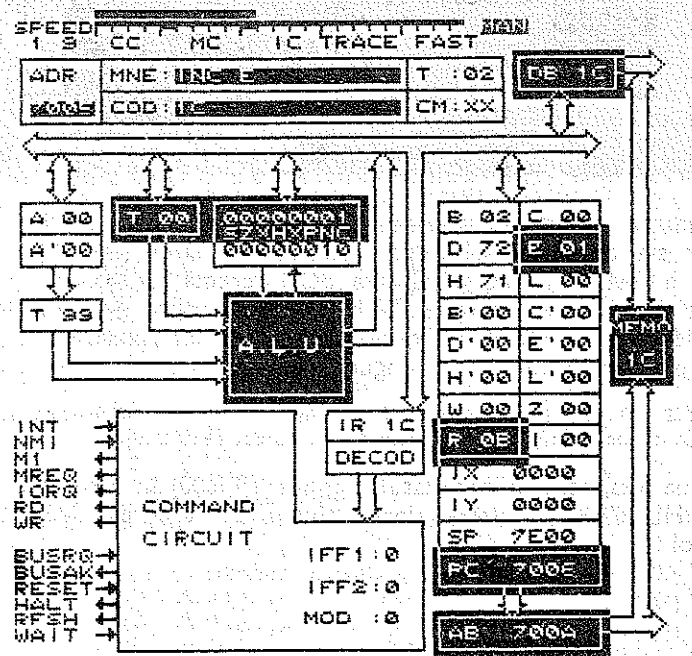 SPEED
1 9 CC MC IC TRACE FAST
ADR MNE: INC E T :02
COD: 1C CM:XX
DB 1C
A 00
A'00
T 39
T 00
00000001
SZXHXPNC
00000010
A.L.U
B 02 C 00
D 72 E 01
H 71 L 00
B'00 C'00
D'00 E'00
H'00 L'00
W 00 Z 00
R 0B I 00
IX 0000
IY 0000
SP 7E00
PC 700E
AB 700A
MEMO
1C
IR 1C
DECOD
INT
NMI
M1
MREQ
IORQ
RD
WR
BUSRQ
BUSAK
RESET
HALT
RFSH
WAIT
COMMAND
CIRCUIT
IFF1:0
IFF2:0
MOD :0